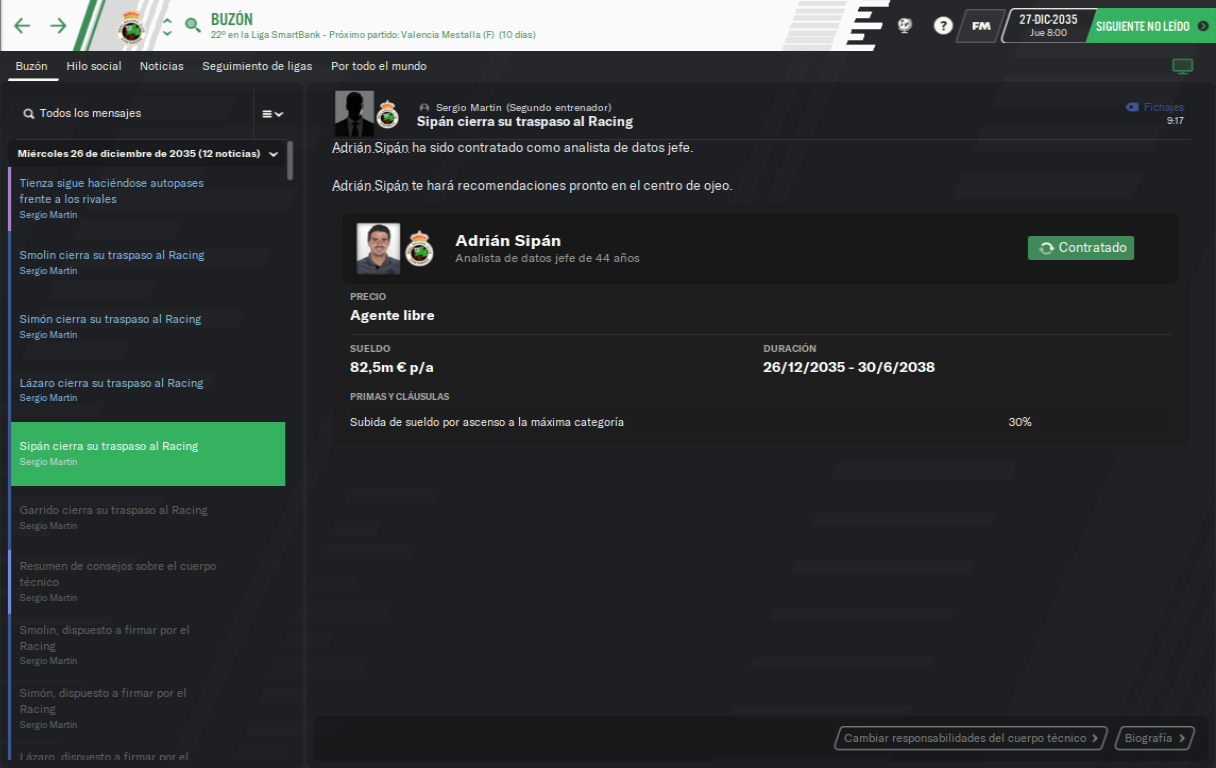 BUZÓN
22º en la Liga SmartBank - Próximo partido: Valencia Mestalla (F) (10 días)
?
FM
27-DIC-2035
Jue 8:00
SIGUIENTE NO LEÍDO
Buzón
Hilo social
Noticias
Seguimiento de ligas
Por todo el mundo
Todos los mensajes
Miércoles 26 de diciembre de 2035 (12 noticias)
Tienza sigue haciéndose autopases
frente a los rivales
Sergio Martín
Smolin cierra su traspaso al Racing
Sergio Martín
Simón cierra su traspaso al Racing
Sergio Martín
Lázaro cierra su traspaso al Racing
Sergio Martín
Sipán cierra su traspaso al Racing
Sergio Martín
Garrido cierra su traspaso al Racing
Sergio Martín
Resumen de consejos sobre el cuerpo
técnico
Sergio Martín
Smolin, dispuesto a firmar por el
Racing
Sergio Martín
Simón, dispuesto a firmar por el
Racing
Sergio Martín
Lázaro, dispuesto a firmar por el
Sergio Martín (Segundo entrenador)
Sipán cierra su traspaso al Racing
Fichajes
9:17
Adrián Sipán ha sido contratado como analista de datos jefe.
Adrián Sipán te hará recomendaciones pronto en el centro de ojeo.
Adrián Sipán
Analista de datos jefe de 44 años
Contratado
PRECIO
Agente libre
SUELDO
82,5m € p/a
DURACIÓN
26/12/2035 - 30/6/2038
PRIMAS Y CLÁUSULAS
Subida de sueldo por ascenso a la máxima categoría
30%
Cambiar responsabilidades del cuerpo técnico
Biografía